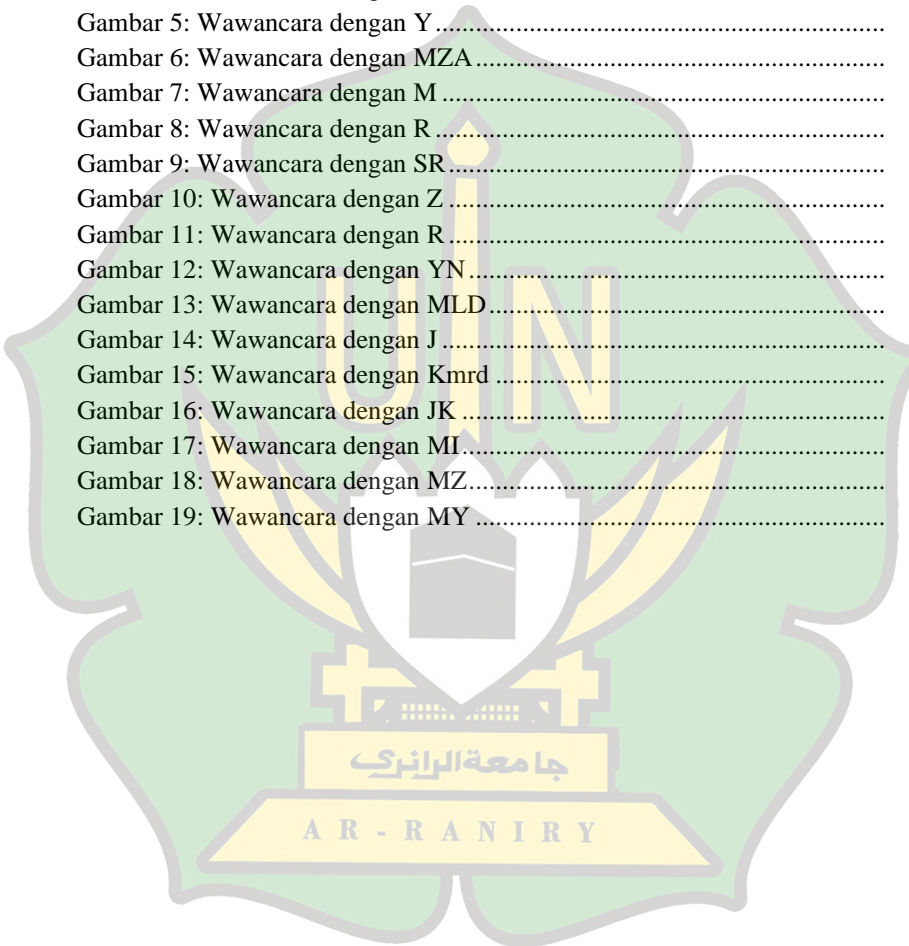 Gambar 5: Wawancara dengan Y......................................................................
Gambar 6: Wawancara dengan MZA................................................................
Gambar 7: Wawancara dengan M .....................................................................
Gambar 8: Wawancara dengan R......................................................................
Gambar 9: Wawancara dengan SR....................................................................
Gambar 10: Wawancara dengan Z ....................................................................
Gambar 11: Wawancara dengan R....................................................................
Gambar 12: Wawancara dengan YN.................................................................
Gambar 13: Wawancara dengan MLD..............................................................
Gambar 14: Wawancara dengan J .....................................................................
Gambar 15: Wawancara dengan Kmrd .............................................................
Gambar 16: Wawancara dengan JK ..................................................................
Gambar 17: Wawancara dengan MI..................................................................
Gambar 18: Wawancara dengan MZ.................................................................
Gambar 19: Wawancara dengan MY ................................................................
UIN
جامعةالرانري
AR-RANIRY